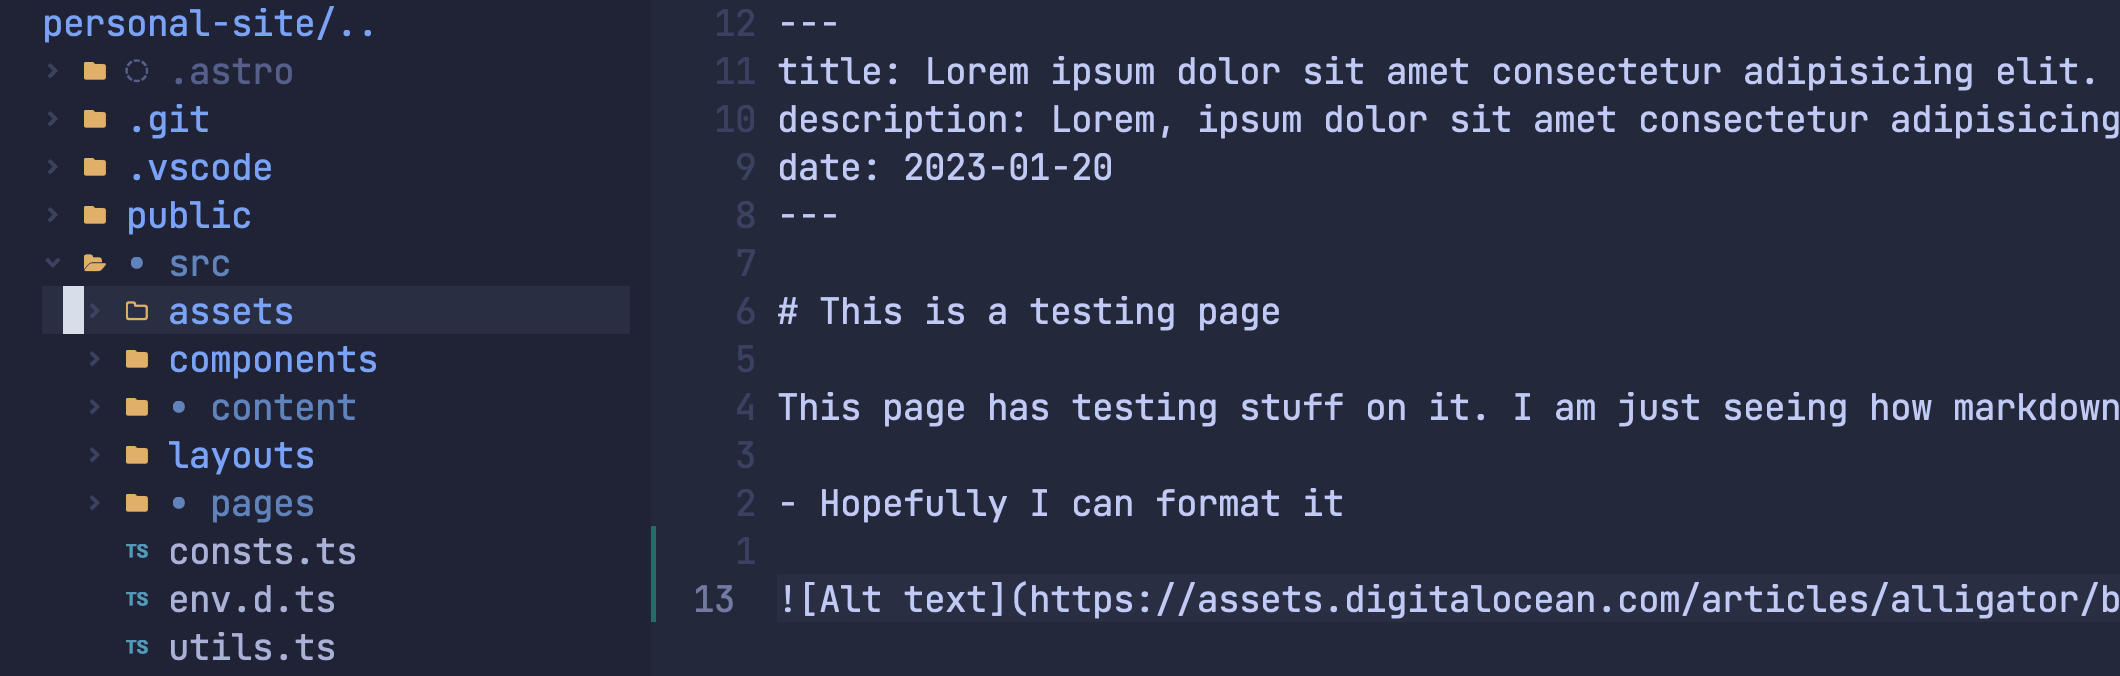 personal-site/..
.astro
.git
.vscode
public
src
assets
components
content
layouts
pages
TS consts.ts
TS env.d.ts
TS utils.ts
12 ---
11 title: Lorem ipsum dolor sit amet consectetur adipisicing elit.
10 description: Lorem, ipsum dolor sit amet consectetur adipisicing
9 date: 2023-01-20
8 ---
7
6 # This is a testing page
5
4 This page has testing stuff on it. I am just seeing how markdown
3
2 - Hopefully I can format it
1
13 ![Alt text](https://assets.digitalocean.com/articles/alligator/b